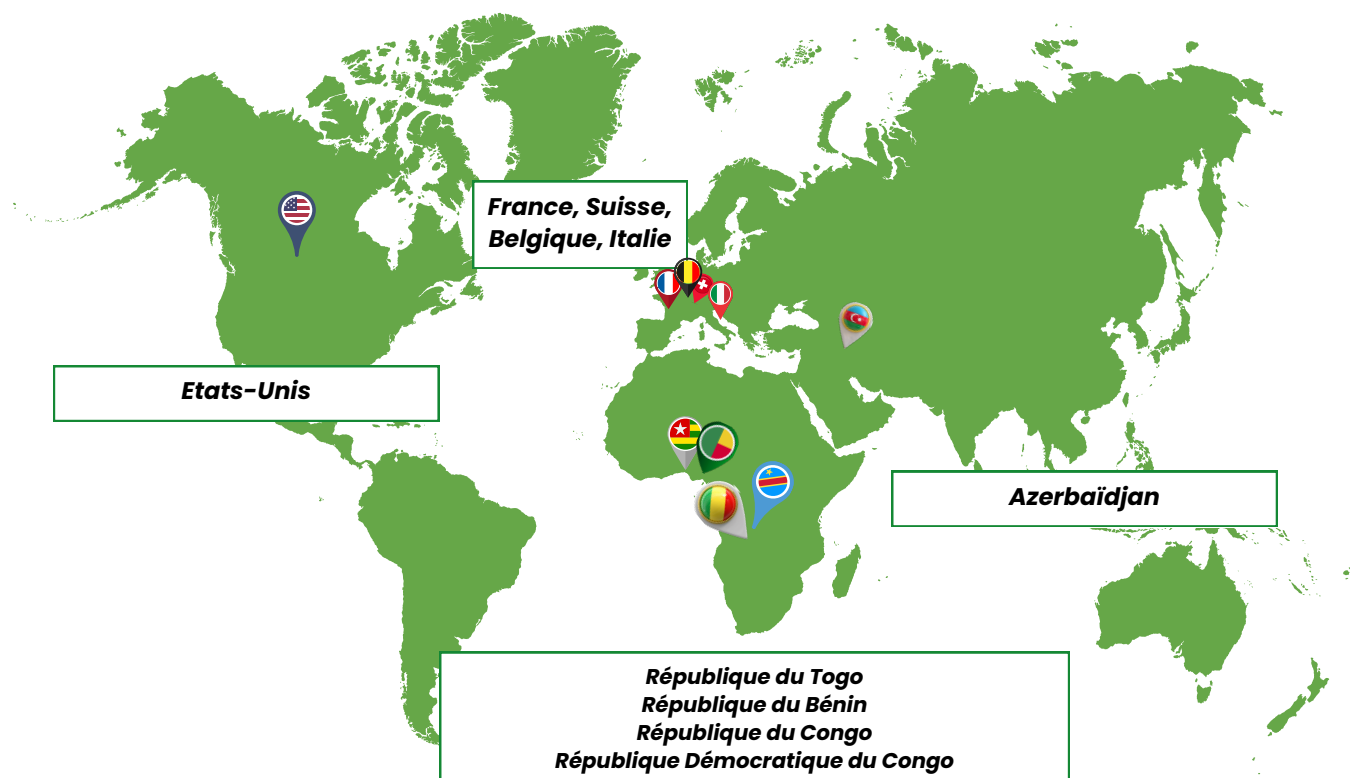 France, Suisse,
Belgique, Italie
Etats-Unis
Azerbaïdjan
République du Togo
République du Bénin
République du Congo
République Démocratique du Congo